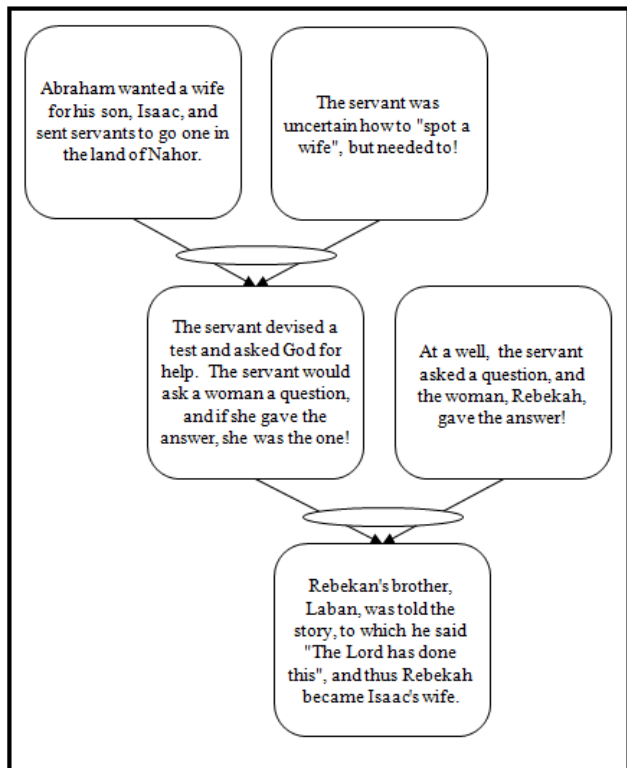 Abraham wanted a wife
for his son, Isaac, and
sent servants to go one in
the land of Nahor.
The servant was
uncertain how to "spot a
wife", but needed to!
The servant devised a
test and asked God for
help. The servant would
ask a woman a question,
and if she gave the
answer, she was the one!
At a well, the servant
asked a question, and
the woman, Rebekah,
gave the answer!
Rebekan's brother,
Laban, was told the
story, to which he said
"The Lord has done
this", and thus Rebekah
became Isaac's wife.